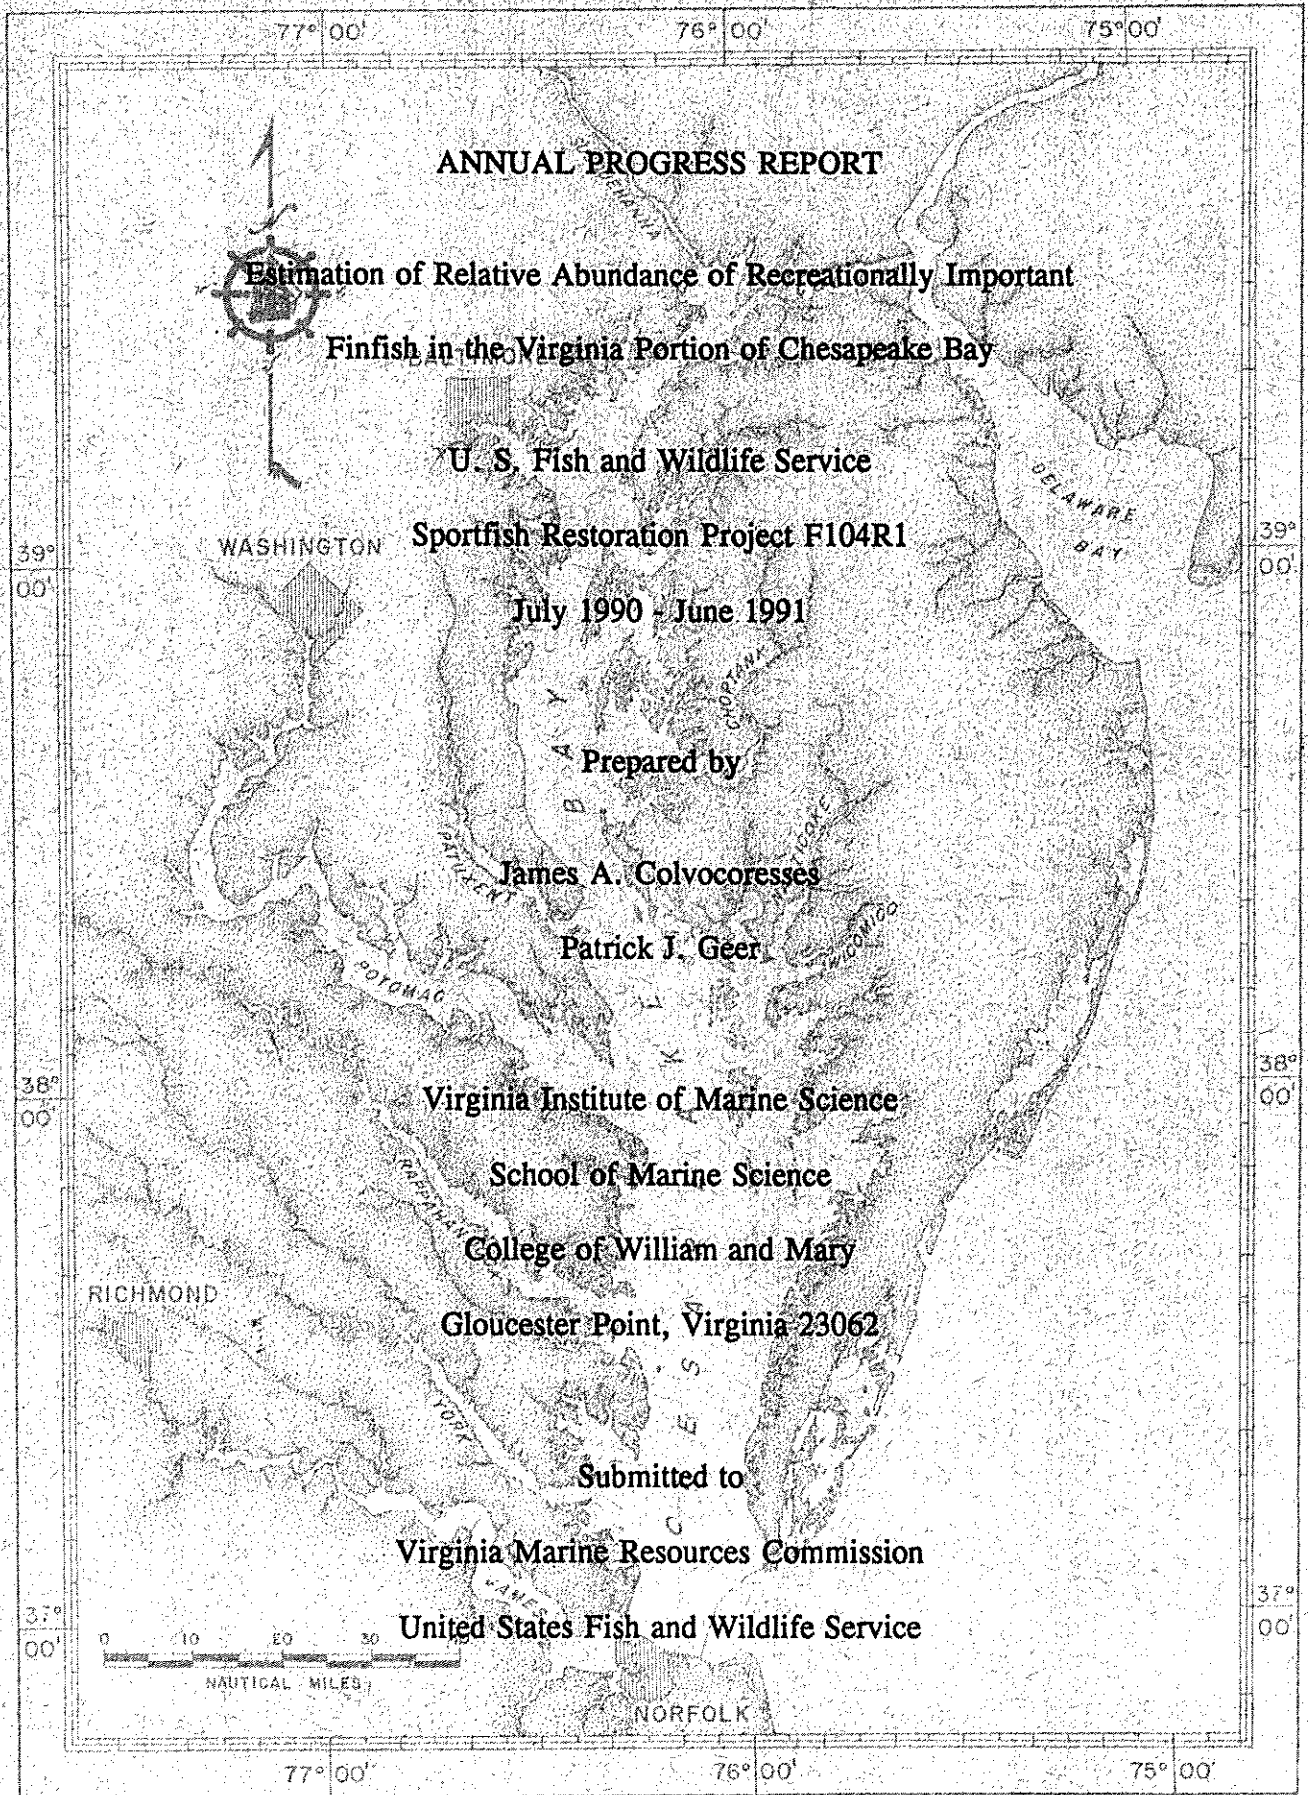 77° 00' 76° 00' 75° 00'
ANNUAL PROGRESS REPORT
Estimation of Relative Abundance of Recreationally Important
Finfish in the Virginia Portion of Chesapeake Bay
U. S. Fish and Wildlife Service
DELAWARE
BAY
Sportfish Restoration Project F104R1
WASHINGTON
39° 00'
39° 00'
July 1990 - June 1991
CHOPTANK
Prepared by
NANTICOKE
PATUXENT
James A. Colvocoresses
WICOMICO
Patrick J. Geer
POTOMAC
38° 00'
38° 00'
Virginia Institute of Marine Science
School of Marine Science
College of William and Mary
RICHMOND
Gloucester Point, Virginia 23062
YORK
Submitted to
Virginia Marine Resources Commission
JAMES
United States Fish and Wildlife Service
37° 00'
37° 00'
0 10 20 30
NAUTICAL MILES
NORFOLK
77° 00' 76° 00' 75° 00'